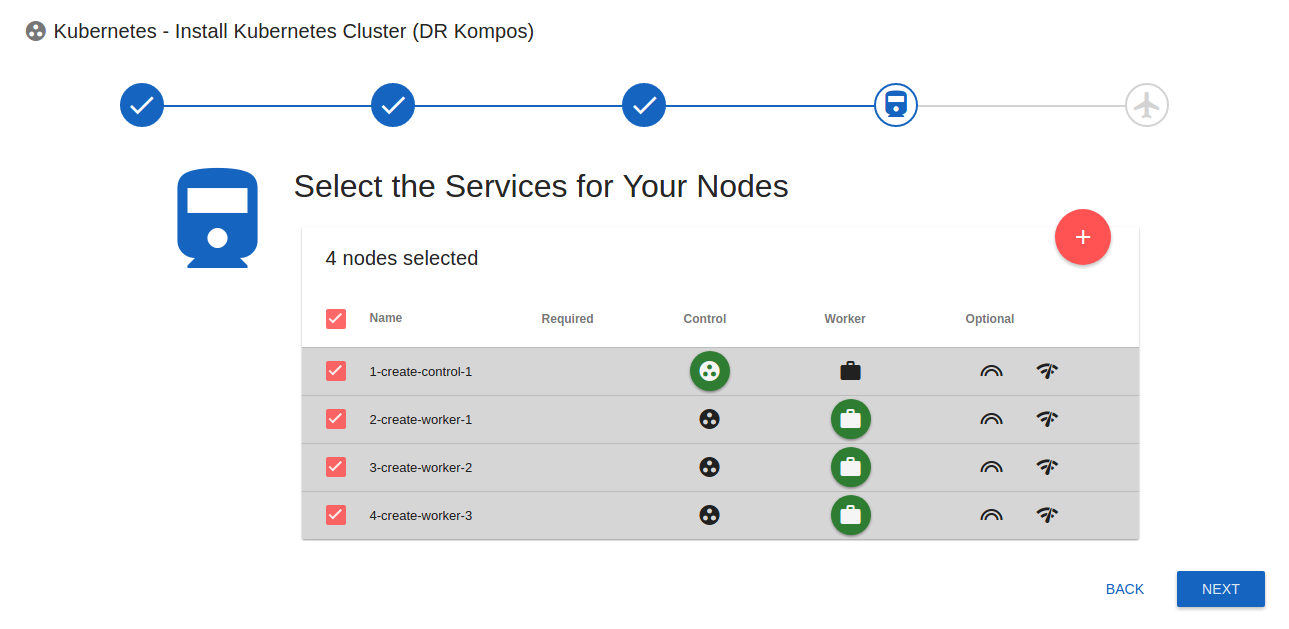 Kubernetes - Install Kubernetes Cluster (DR Kompos)
Select the Services for Your Nodes
+
4 nodes selected
Name Required Control Worker Optional
1-create-control-1
2-create-worker-1
3-create-worker-2
4-create-worker-3
BACK NEXT